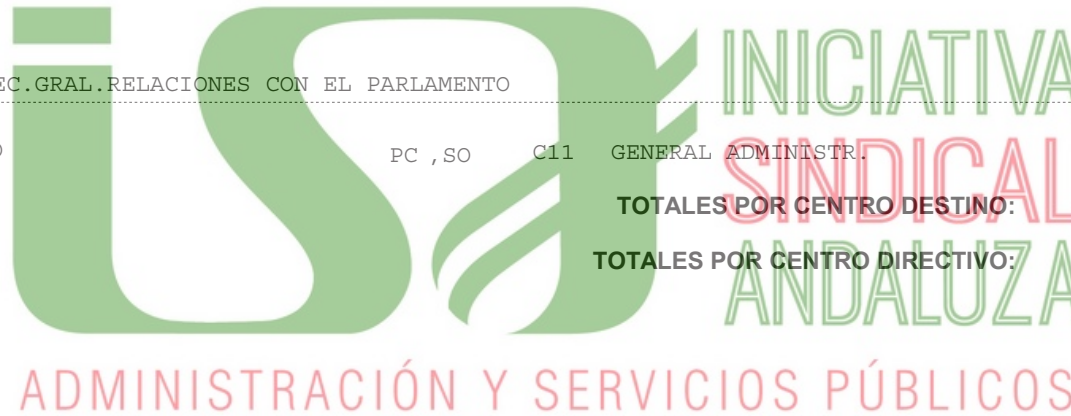 isa
INICIATIVA
SINDICAL
ANDALUZA
EC.GRAL.RELACIONES CON EL PARLAMENTO
PC ,SO C11 GENERAL ADMINISTR.
TOTALES POR CENTRO DESTINO:
TOTALES POR CENTRO DIRECTIVO:
ADMINISTRACIÓN Y SERVICIOS PÚBLICOS